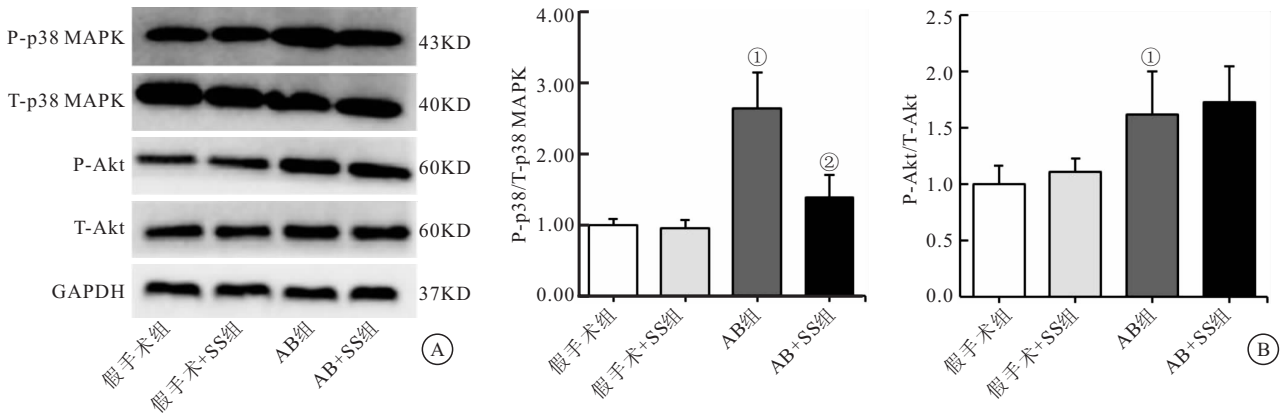 P-p38 MAPK
43KD
T-p38 MAPK
40KD
P-Akt
60KD
T-Akt
60KD
GAPDH
37KD
假手术组
假手术+SS组
AB组
AB+SS组
A
P-p38/T-p38 MAPK
4.00
3.00
2.00
1.00
0.00
①
②
假手术组
假手术+SS组
AB组
AB+SS组
P-Akt/T-Akt
2.5
2.0
1.5
1.0
0.5
0.0
①
假手术组
假手术+SS组
AB组
AB+SS组
B